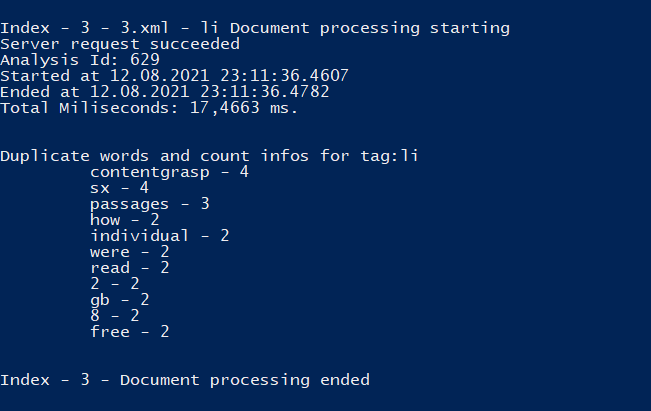 Index - 3 - 3.xml - li Document processing starting
Server request succeeded
Analysis Id: 629
Started at 12.08.2021 23:11:36.4607
Ended at 12.08.2021 23:11:36.4782
Total Miliseconds: 17,4663 ms.
Duplicate words and count infos for tag:li
contentgrasp - 4
sx - 4
passages - 3
how - 2
individual - 2
were - 2
read - 2
2 - 2
gb - 2
8 - 2
free - 2
Index - 3 - Document processing ended